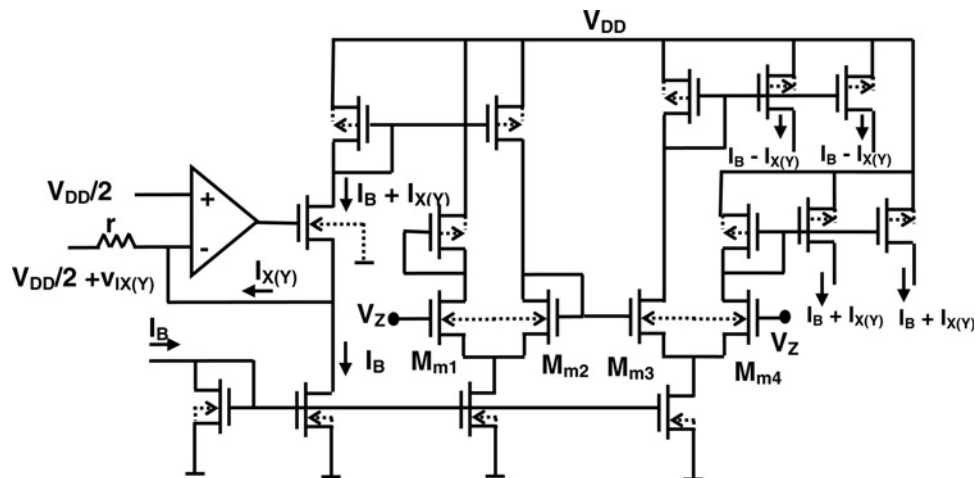 VDD
IB - IX(Y)
IB - IX(Y)
VDD/2
+
IB + IX(Y)
r
-
VDD/2 +vIX(Y)
IX(Y)
IB + IX(Y)
IB + IX(Y)
VZ
VZ
IB
IB
Mm1
Mm2
Mm3
Mm4